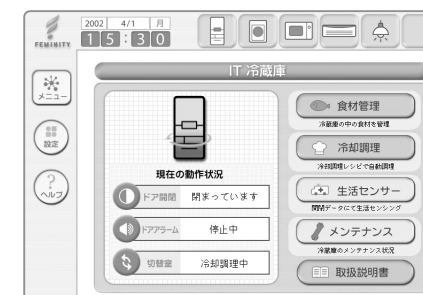 FEMINITY
2002 4/1 月
15:30
メニュー
設定
ヘルプ
IT 冷蔵庫
現在の動作状況
ドア開閉 閉まっています
ドアアラーム 停止中
切替室 冷却調理中
食材管理
冷蔵庫の中の食材を管理
冷却調理
冷却調理レシピで自動調理
生活センサー
開閉データにて生活センシング
メンテナンス
冷蔵庫のメンテナンス状況
取扱説明書